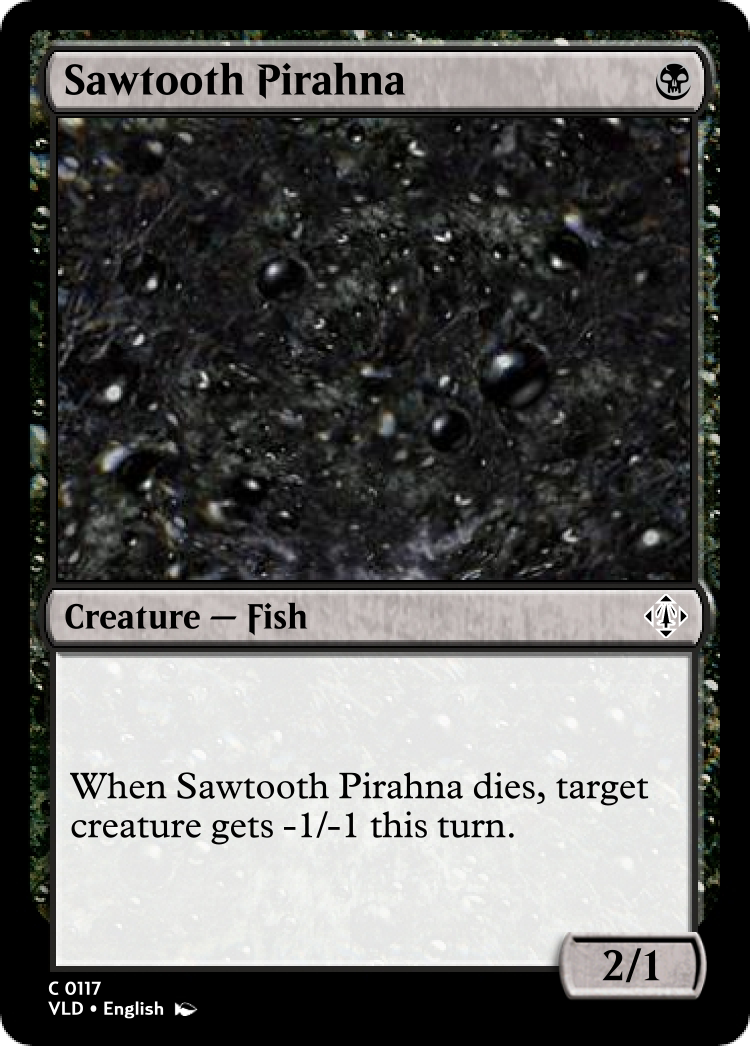 Sawtooth Pirahna
Creature — Fish
When Sawtooth Pirahna dies, target
creature gets -1/-1 this turn.
2/1
C 0117
VLD • English